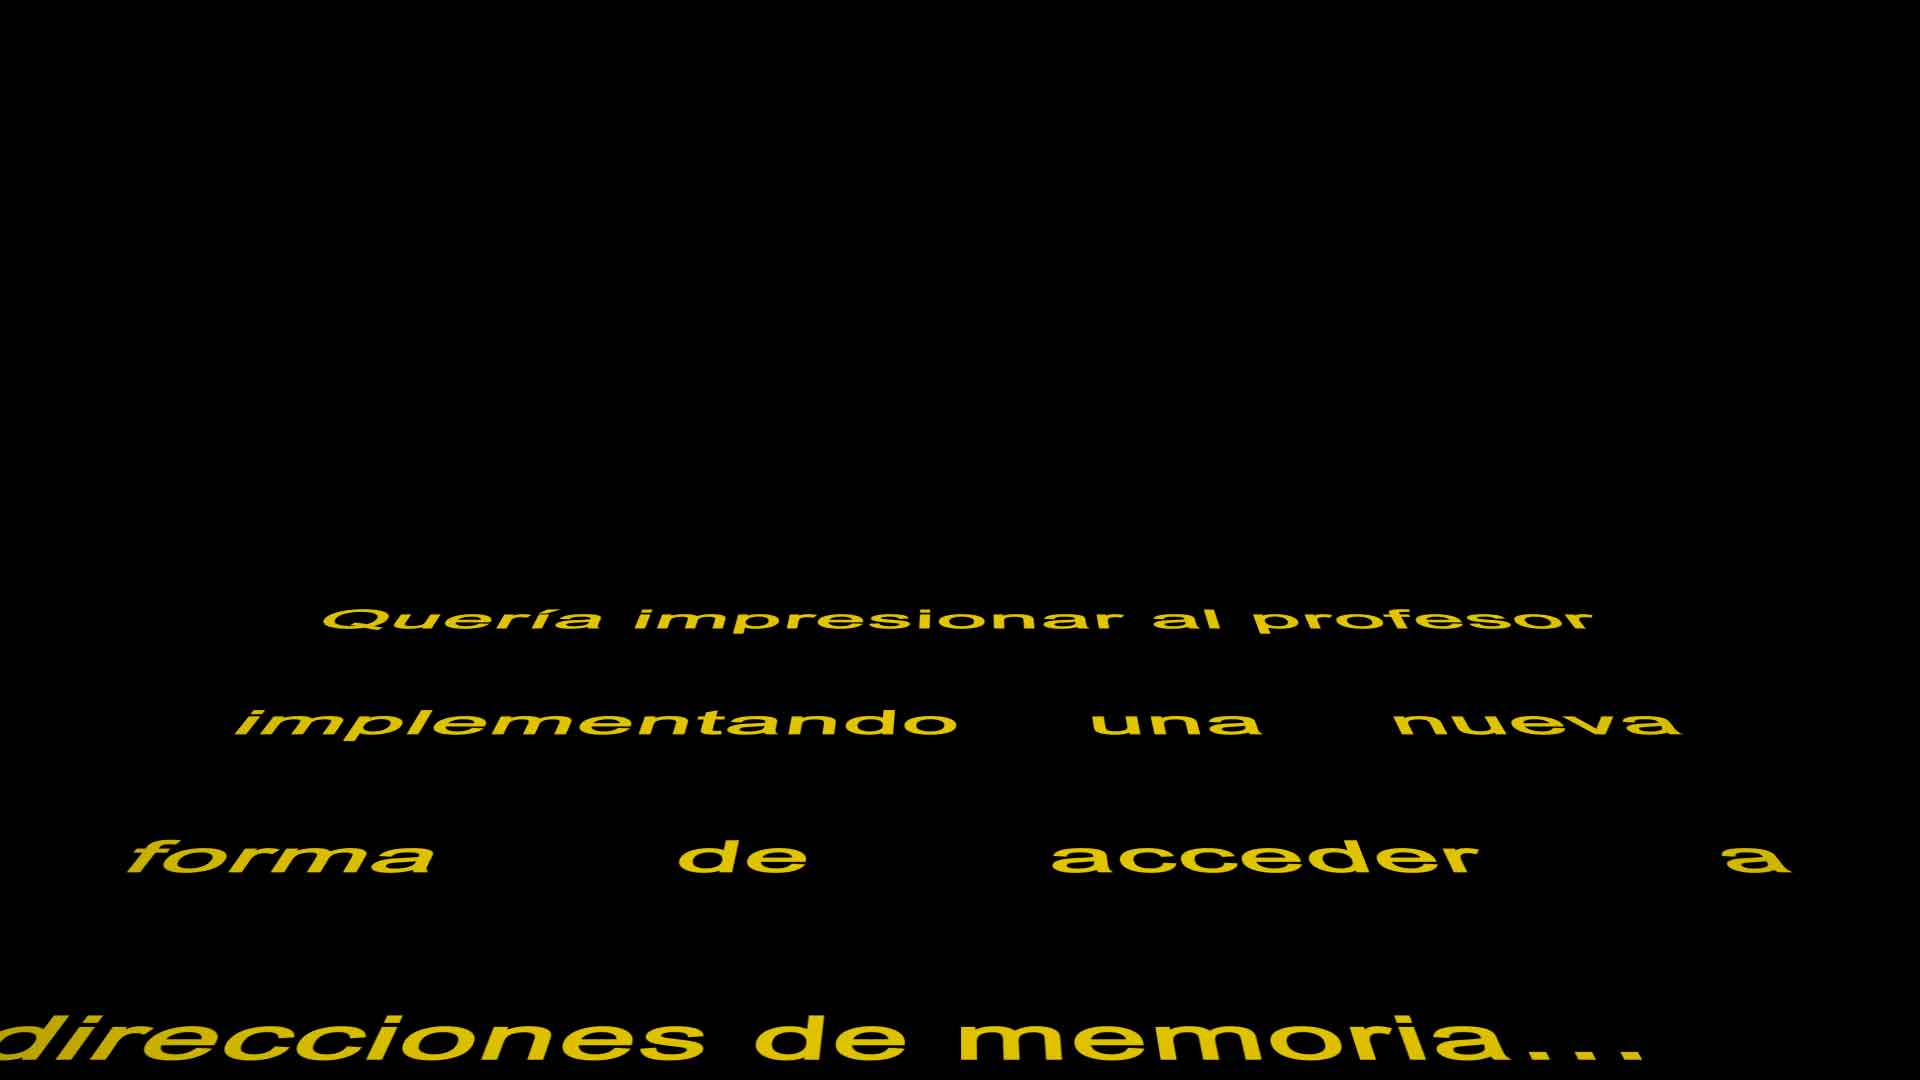 Quería impresionar al profesor
implementando una nueva
forma de acceder a
direcciones de memoria...